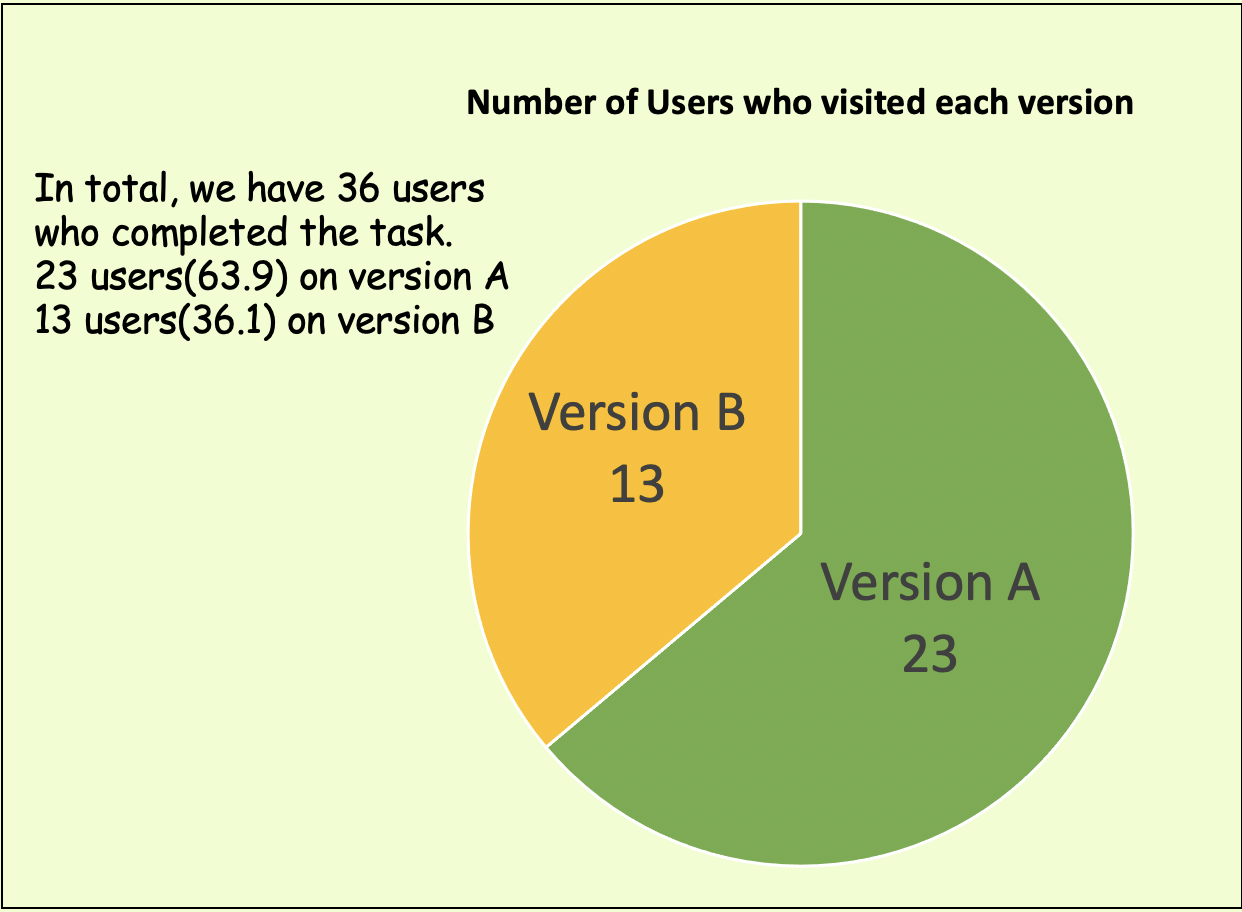 Number of Users who visited each version
In total, we have 36 users
who completed the task.
23 users(63.9) on version A
13 users(36.1) on version B
Version B
13
Version A
23